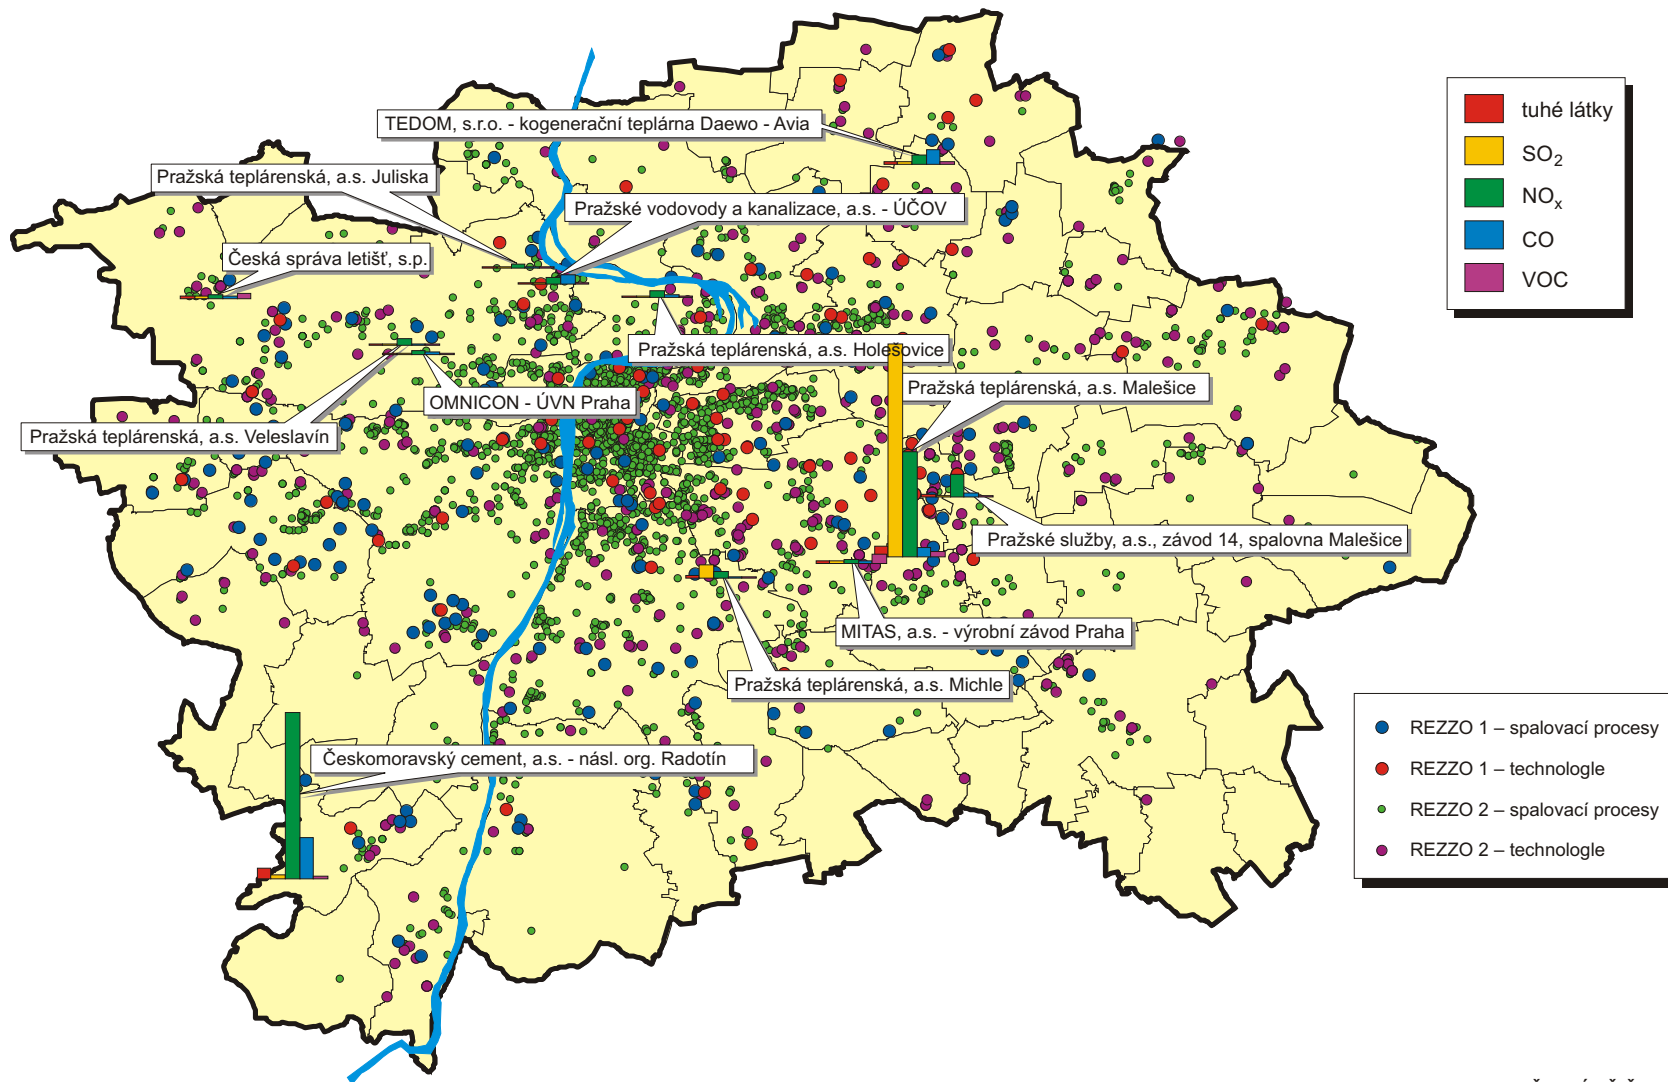 TEDOM, s.r.o. - kogenerační teplárna Daewo - Avia
Pražská teplárenská, a.s. Juliska
Pražské vodovody a kanalizace, a.s. - ÚČOV
Česká správa letišť, s.p.
Pražská teplárenská, a.s. Holešovice
OMNICON - ÚVN Praha
Pražská teplárenská, a.s. Malešice
Pražská teplárenská, a.s. Veleslavín
Pražské služby, a.s., závod 14, spalovna Malešice
MITAS, a.s. - výrobní závod Praha
Pražská teplárenská, a.s. Michle
Českomoravský cement, a.s. - násl. org. Radotín
tuhé látky
SO2
NOx
CO
VOC
REZZO 1 – spalovací procesy
REZZO 1 – technologle
REZZO 2 – spalovací procesy
REZZO 2 – technologle